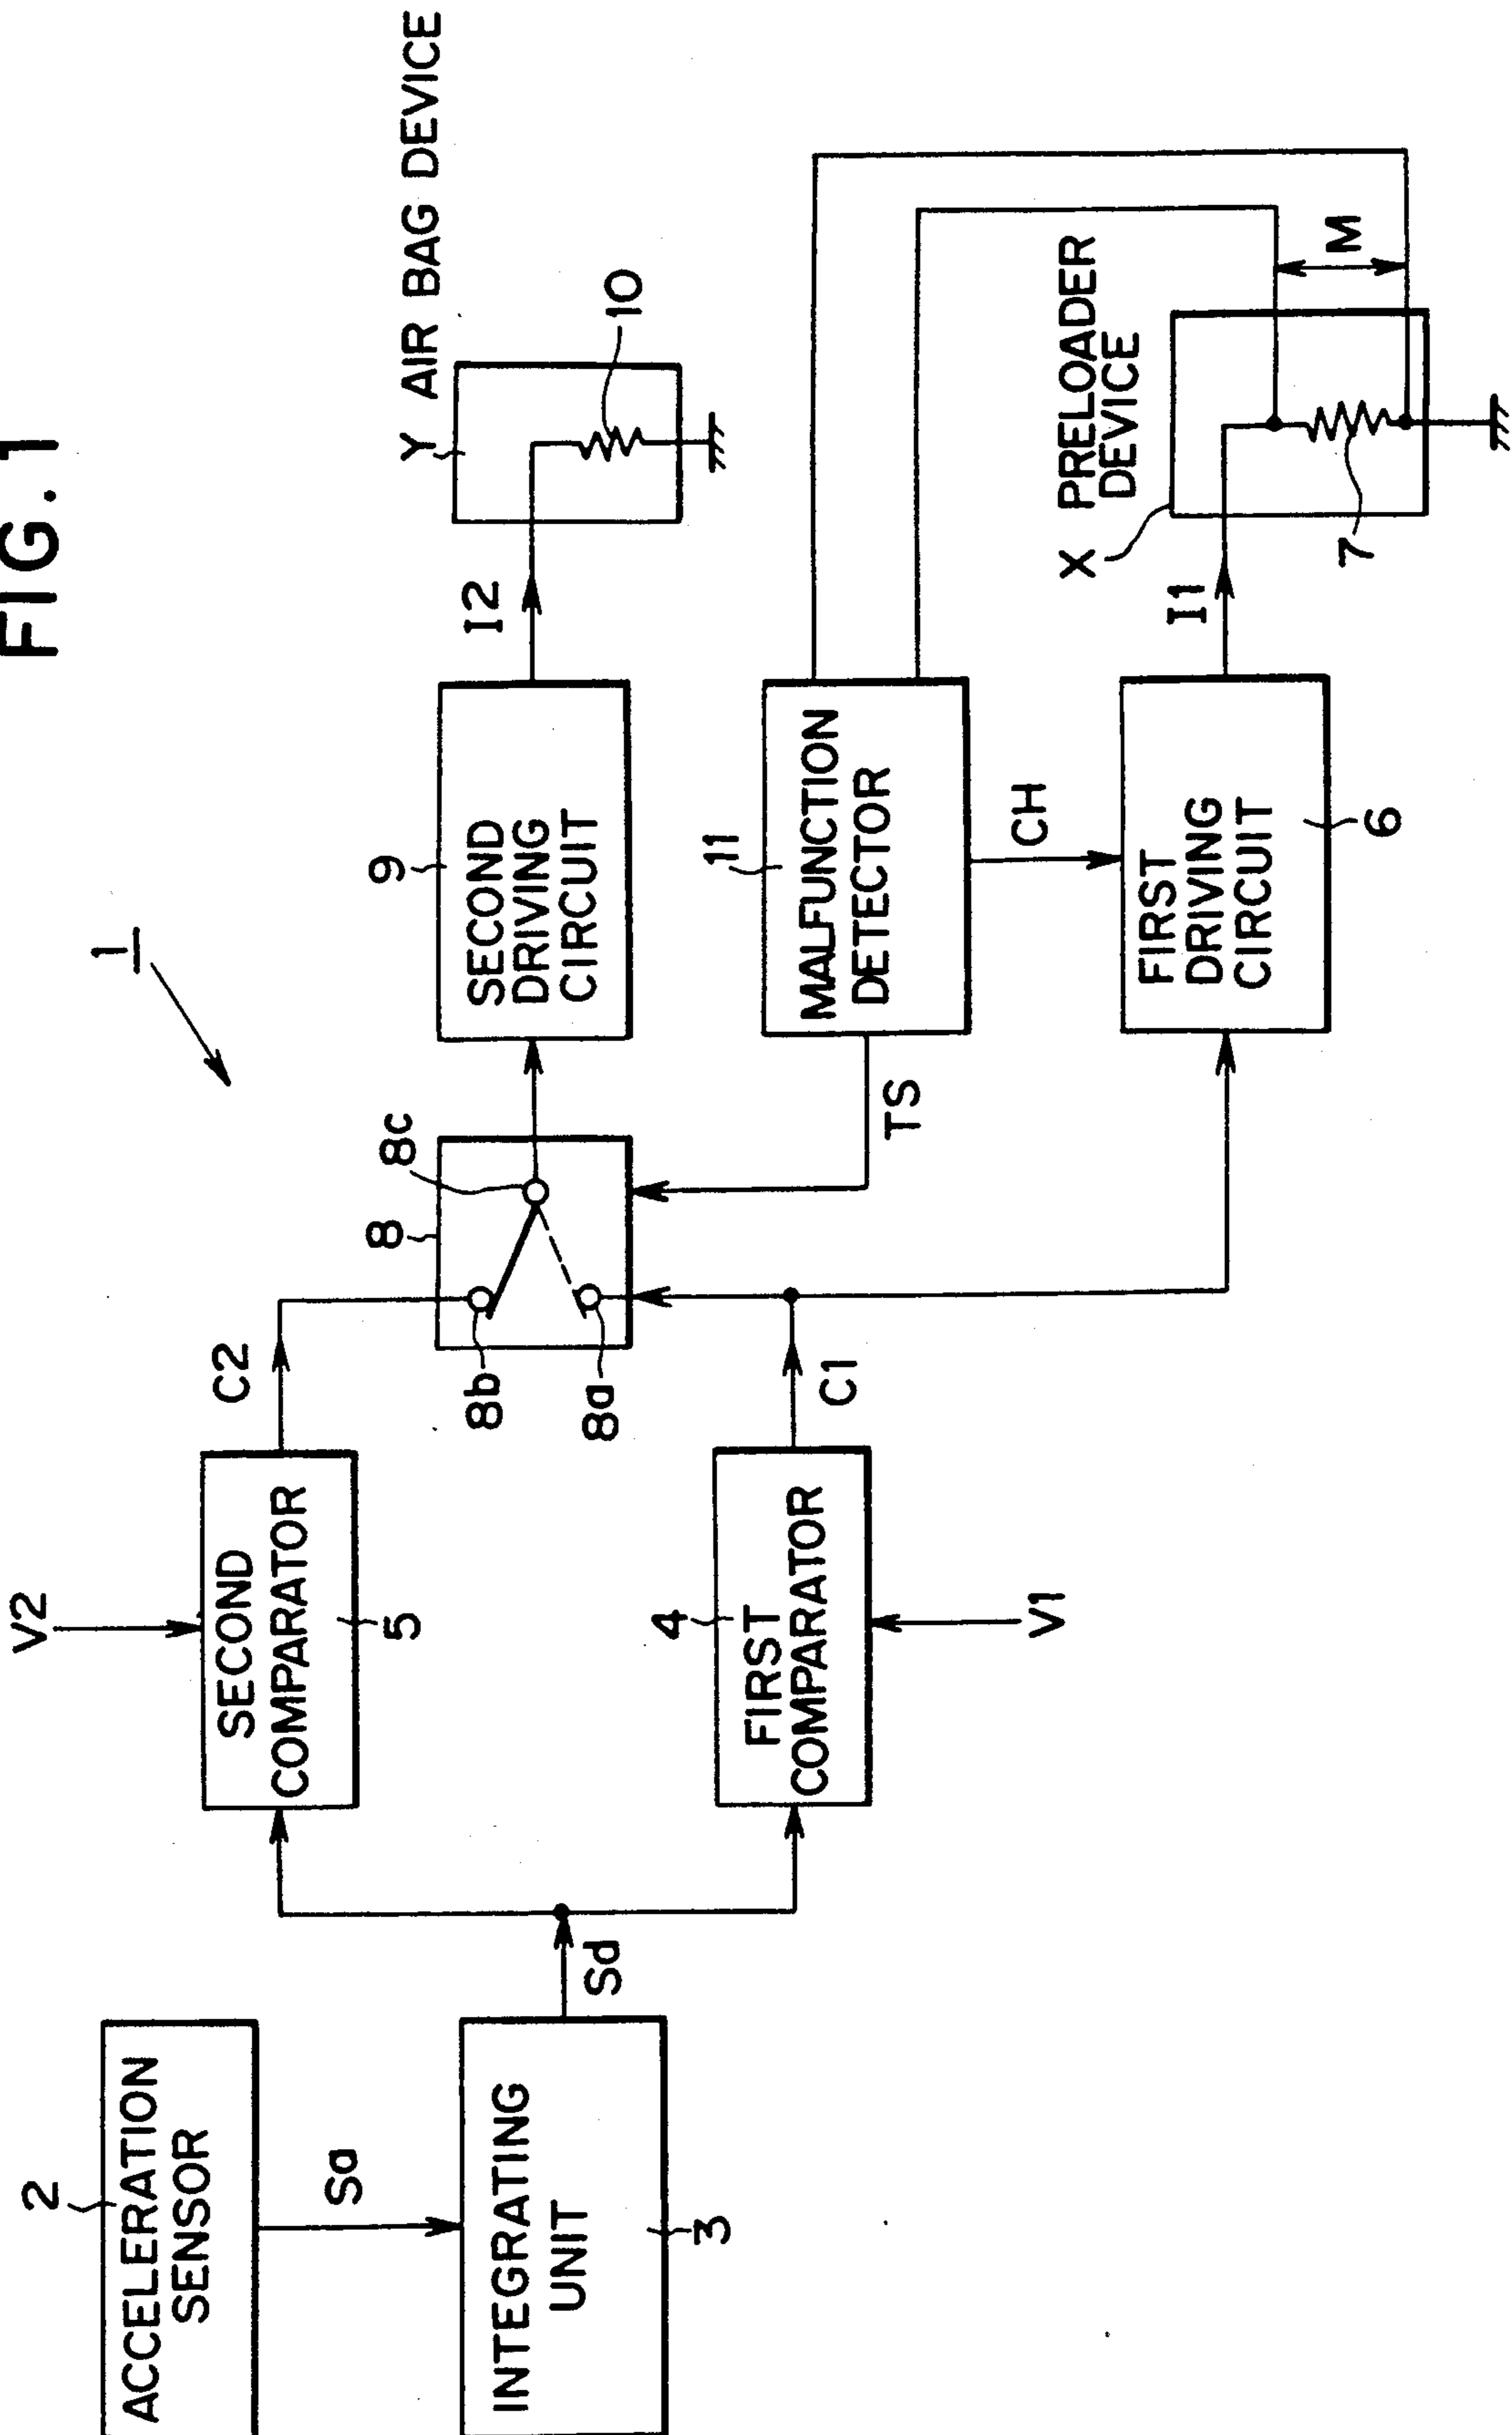 FIG. 1
1
2
ACCELERATION
SENSOR
Sa
INTEGRATING
UNIT
3
Sd
V2
SECOND
COMPARATOR
5
4
FIRST
COMPARATOR
V1
C2
C1
8
8b
8a
8c
TS
9
SECOND
DRIVING
CIRCUIT
I2
Y AIR BAG DEVICE
10
11
MALFUNCTION
DETECTOR
CH
FIRST
DRIVING
CIRCUIT
6
I1
X PRELOADER
DEVICE
7
M